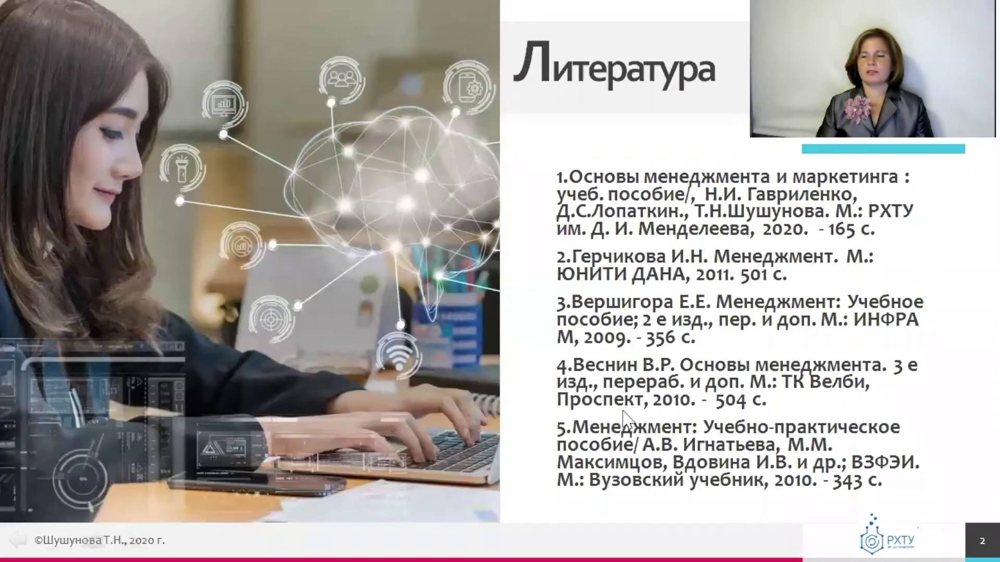 Литература
1.Основы менеджмента и маркетинга :
учеб. пособие/, Н.И. Гавриленко,
Д.С.Лопаткин., Т.Н.Шушунова. М.: РХТУ
им. Д. И. Менделеева, 2020. - 165 с.
2.Герчикова И.Н. Менеджмент. М.:
ЮНИТИ ДАНА, 2011. 501 с.
3.Вершигора Е.Е. Менеджмент: Учебное
пособие; 2 е изд., пер. и доп. М.: ИНФРА
М, 2009. - 356 с.
4.Веснин В.Р. Основы менеджмента. 3 е
изд., перераб. и доп. М.: ТК Велби,
Проспект, 2010. - 504 с.
5.Менеджмент: Учебно-практическое
пособие/ А.В. Игнатьева, М.М.
Максимцов, Вдовина И.В. и др.; ВЗФЭИ.
М.: Вузовский учебник, 2010. - 343 с.
©Шушунова Т.Н., 2020 г.
РХТУ
2